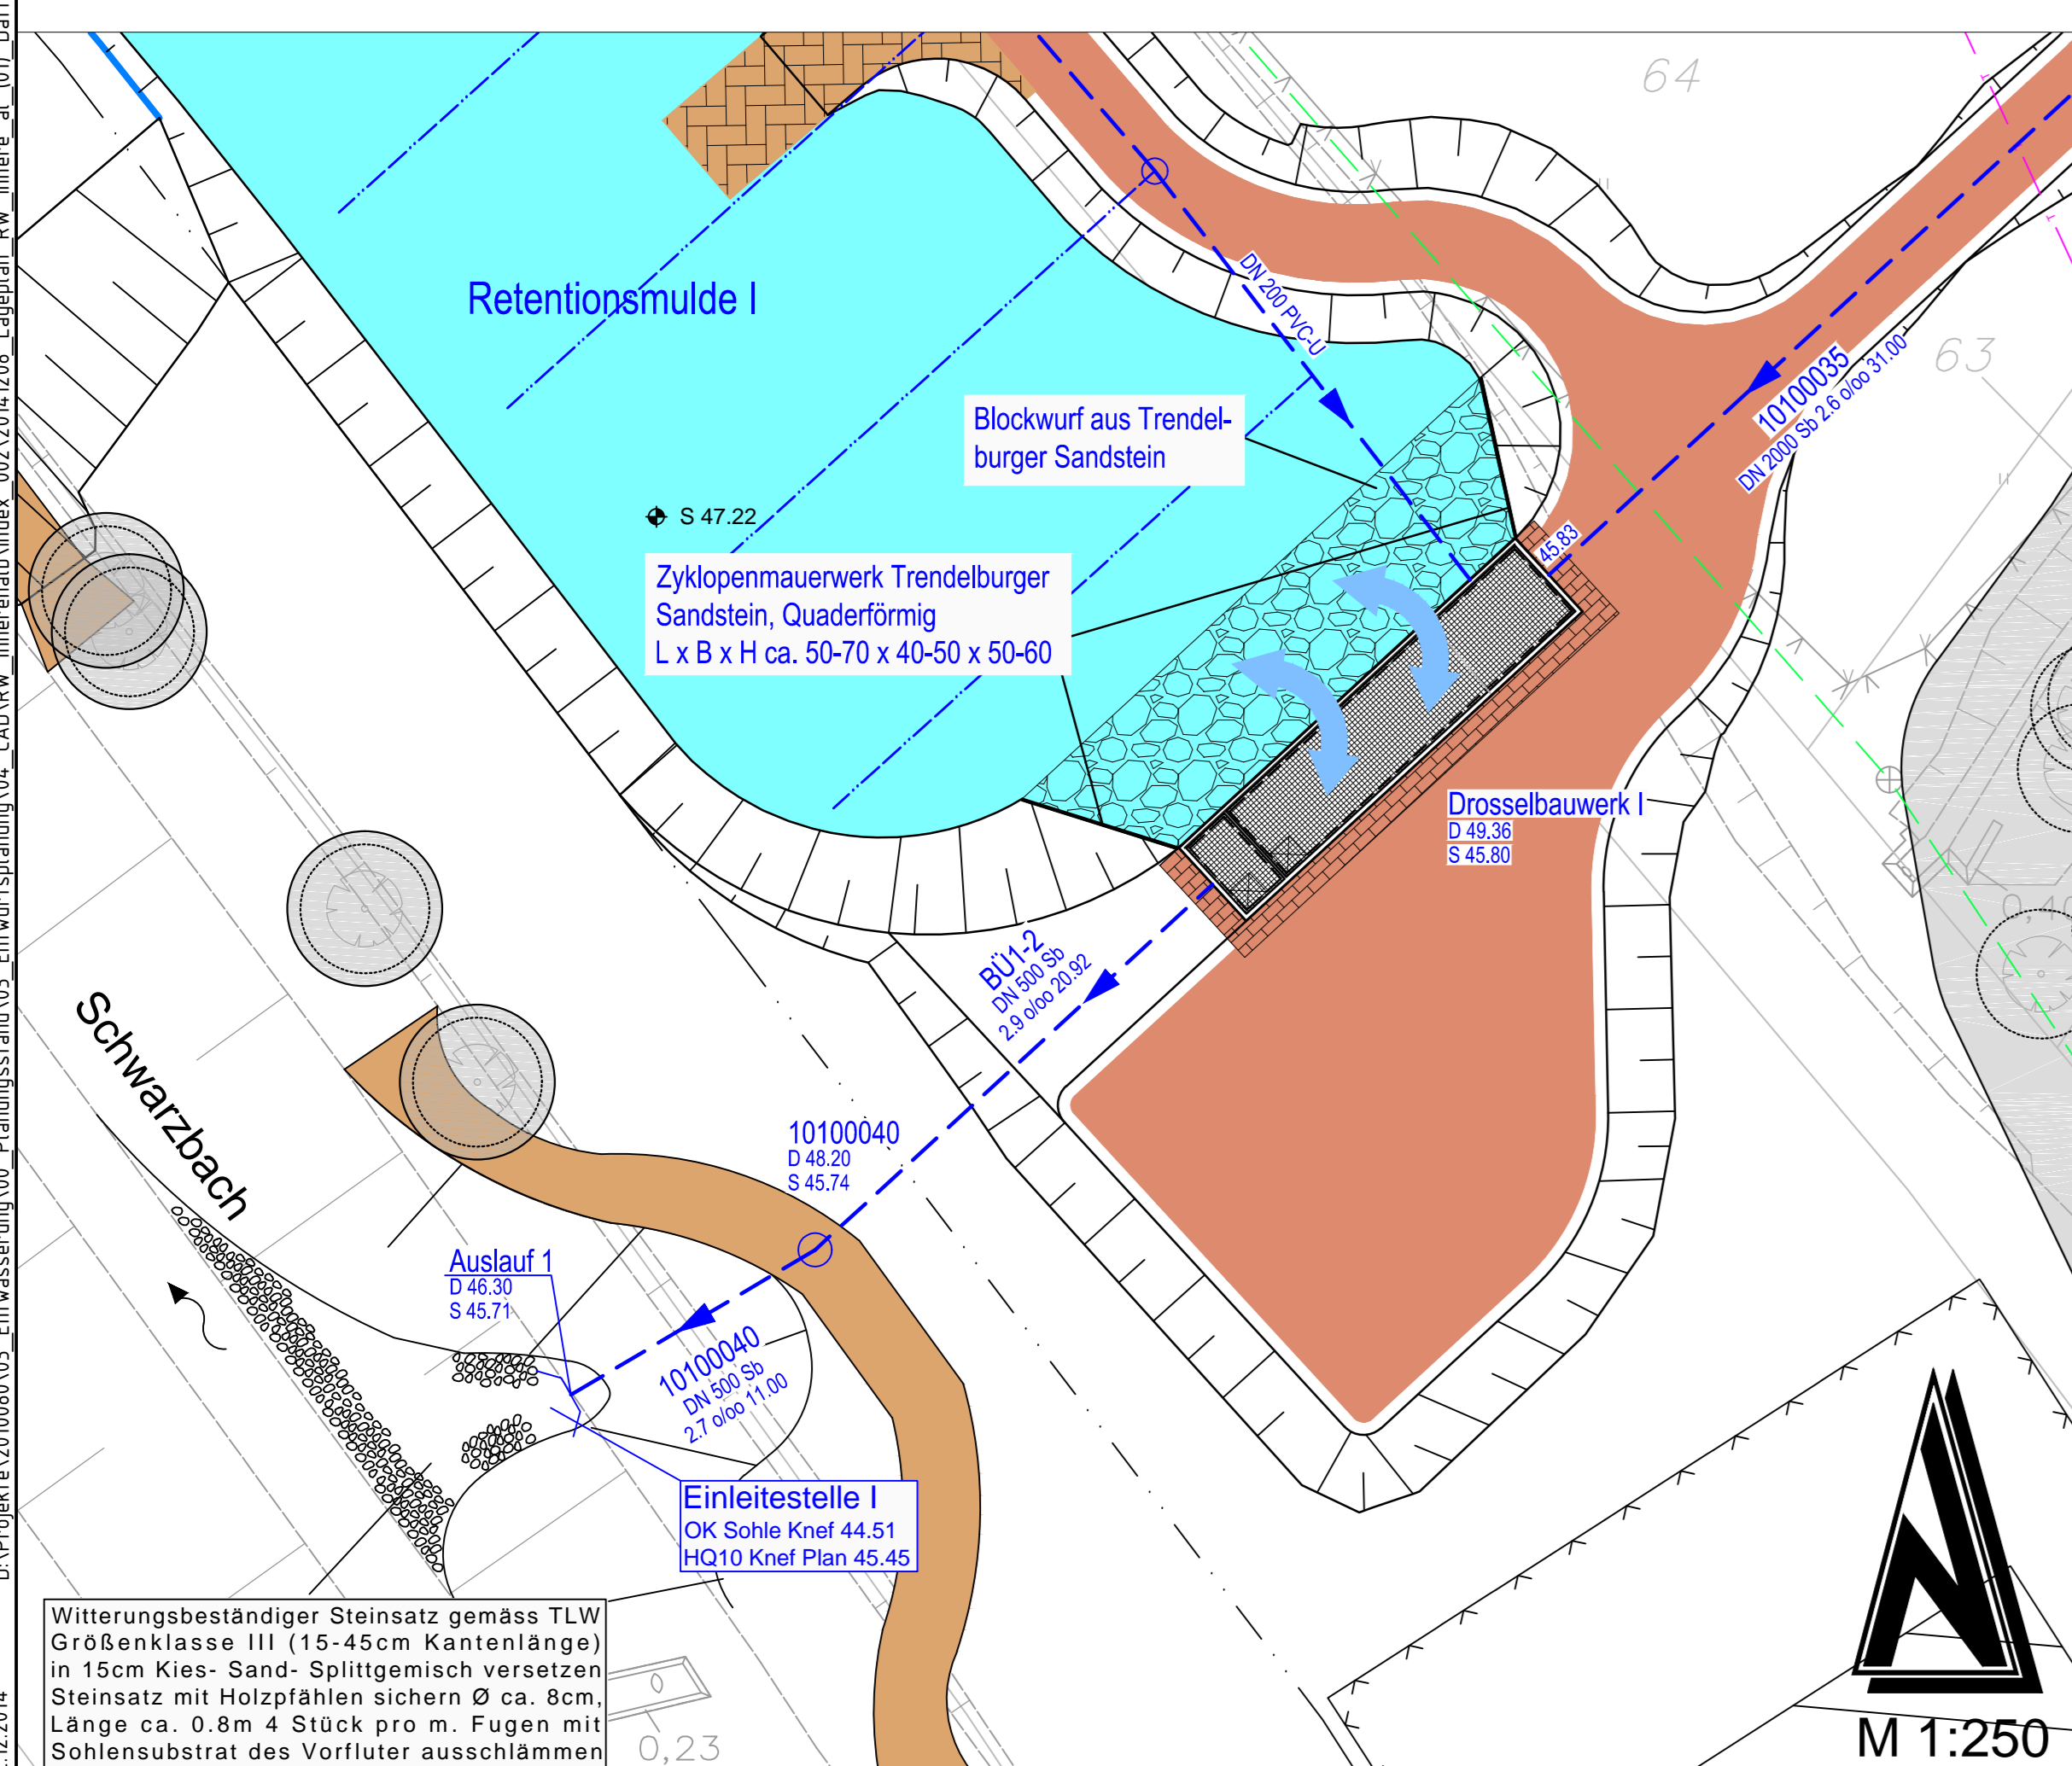 64
63
Retentionsmulde I
DN 200 PVC-U
10100035
DN 2000 Sb 2.6 o/oo 31.00
Blockwurf aus Trendel-
burger Sandstein
S 47.22
45.83
Zyklopenmauerwerk Trendelburger
Sandstein, Quaderförmig
L x B x H ca. 50-70 x 40-50 x 50-60
Drosselbauwerk I
D 49.36
S 45.80
BÜ1-2
DN 500 Sb
2.9 o/oo 20.92
Schwarzbach
10100040
D 48.20
S 45.74
Auslauf 1
D 46.30
S 45.71
10100040
DN 500 Sb
2.7 o/oo 11.00
Einleitestelle I
OK Sohle Knef 44.51
HQ10 Knef Plan 45.45
Witterungsbeständiger Steinsatz gemäss TLW
Größenklasse III (15-45cm Kantenlänge)
in 15cm Kies- Sand- Splittgemisch versetzen
Steinsatz mit Holzpfählen sichern Ø ca. 8cm,
Länge ca. 0.8m 4 Stück pro m. Fugen mit
Sohlensubstrat des Vorfluter ausschlämmen
0,23
M 1:250